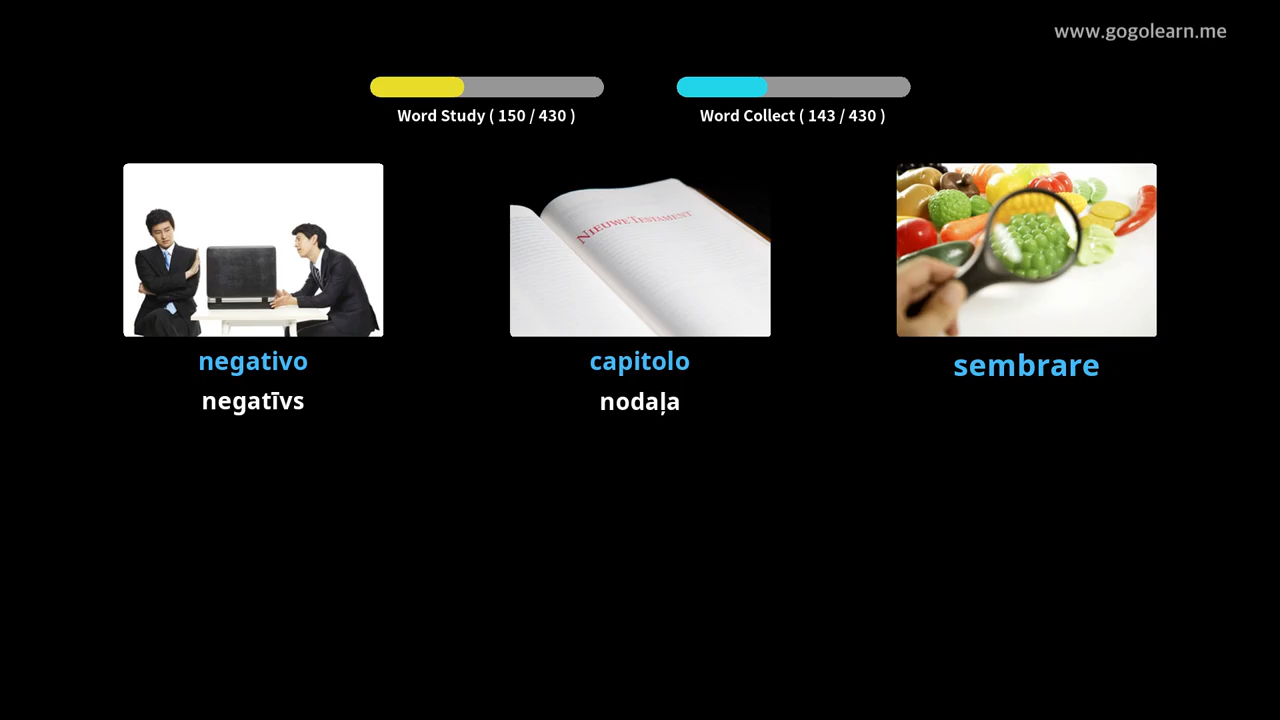 www.gogolearn.me
Word Study ( 150 / 430 )
Word Collect ( 143 / 430 )
NIEUWE TESTAMENT
negativo
negatīvs
capitolo
nodaļa
sembrare